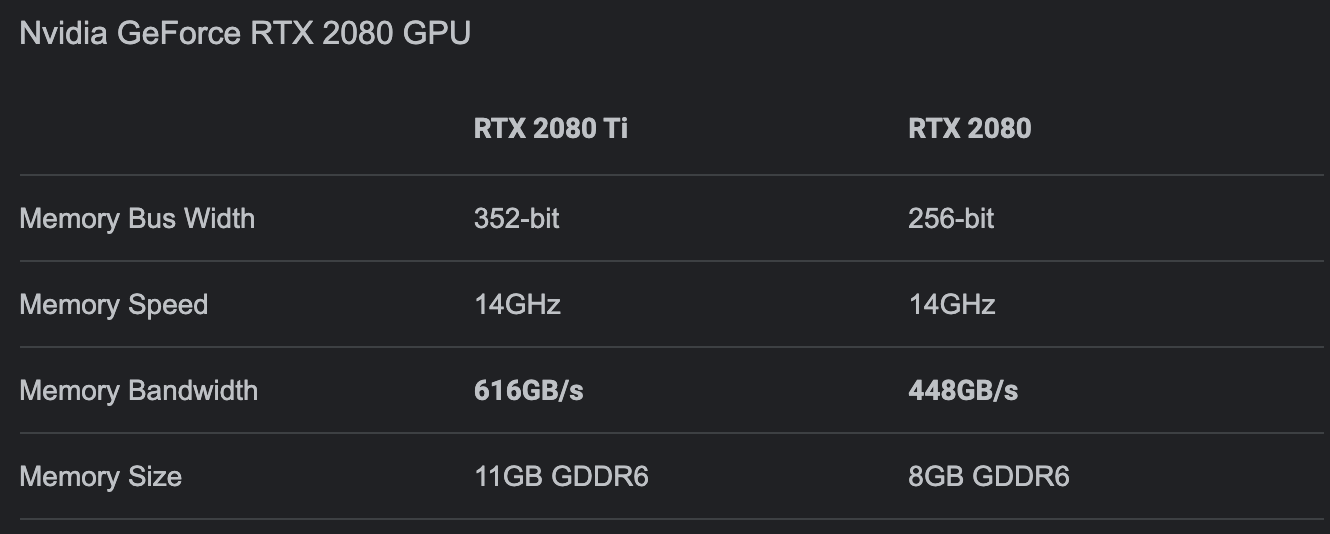 Nvidia GeForce RTX 2080 GPU
RTX 2080 Ti RTX 2080
Memory Bus Width 352-bit 256-bit
Memory Speed 14GHz 14GHz
Memory Bandwidth 616GB/s 448GB/s
Memory Size 11GB GDDR6 8GB GDDR6